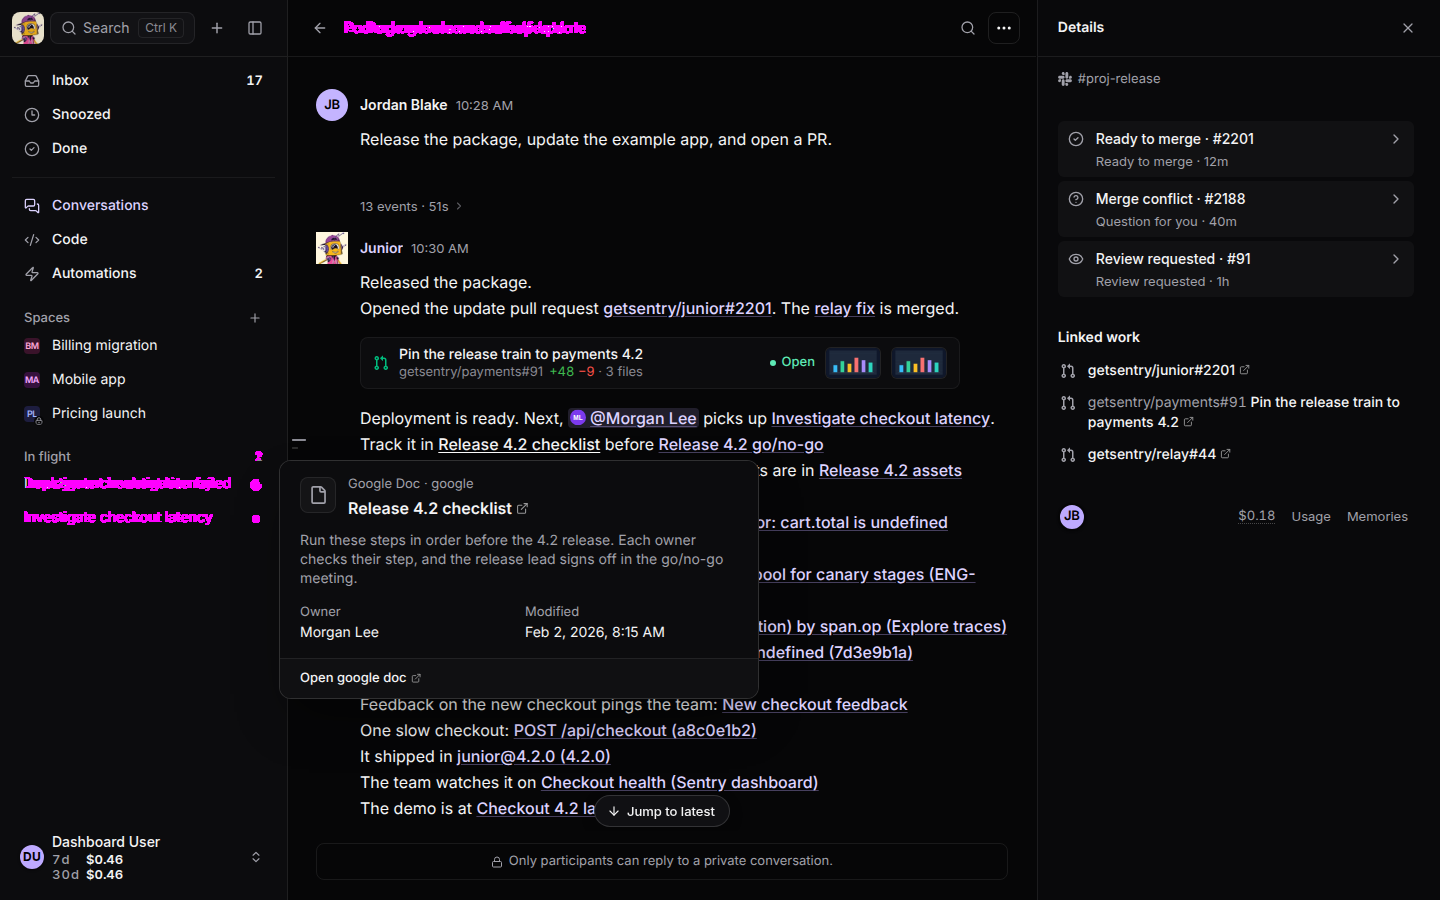 Search
Ctrl K
Inbox
17
Snoozed
Done
Conversations
Code
Automations
2
Spaces
BM Billing migration
MA Mobile app
PL Pricing launch
In flight
Investigate checkout latency
DU
Dashboard User
7d $0.46
30d $0.46
JB
Jordan Blake 10:28 AM
Release the package, update the example app, and open a PR.
13 events · 51s
Junior 10:30 AM
Released the package.
Opened the update pull request getsentry/junior#2201. The relay fix is merged.
Pin the release train to payments 4.2
getsentry/payments#91 +48 −9 · 3 files
Open
Deployment is ready. Next, ML @Morgan Lee picks up Investigate checkout latency.
Track it in Release 4.2 checklist before Release 4.2 go/no-go
are in Release 4.2 assets
cart.total is undefined
for canary stages (ENG-
by span.op (Explore traces)
(7d3e9b1a)
Google Doc · google
Release 4.2 checklist
Run these steps in order before the 4.2 release. Each owner
checks their step, and the release lead signs off in the go/no-go
meeting.
Owner
Morgan Lee
Modified
Feb 2, 2026, 8:15 AM
Open google doc
Feedback on the new checkout pings the team: New checkout feedback
One slow checkout: POST /api/checkout (a8c0e1b2)
It shipped in junior@4.2.0 (4.2.0)
The team watches it on Checkout health (Sentry dashboard)
The demo is at Checkout 4.2
Jump to latest
Only participants can reply to a private conversation.
Details
#proj-release
Ready to merge · #2201
Ready to merge · 12m
Merge conflict · #2188
Question for you · 40m
Review requested · #91
Review requested · 1h
Linked work
getsentry/junior#2201
getsentry/payments#91 Pin the release train to
payments 4.2
getsentry/relay#44
JB
$0.18
Usage
Memories